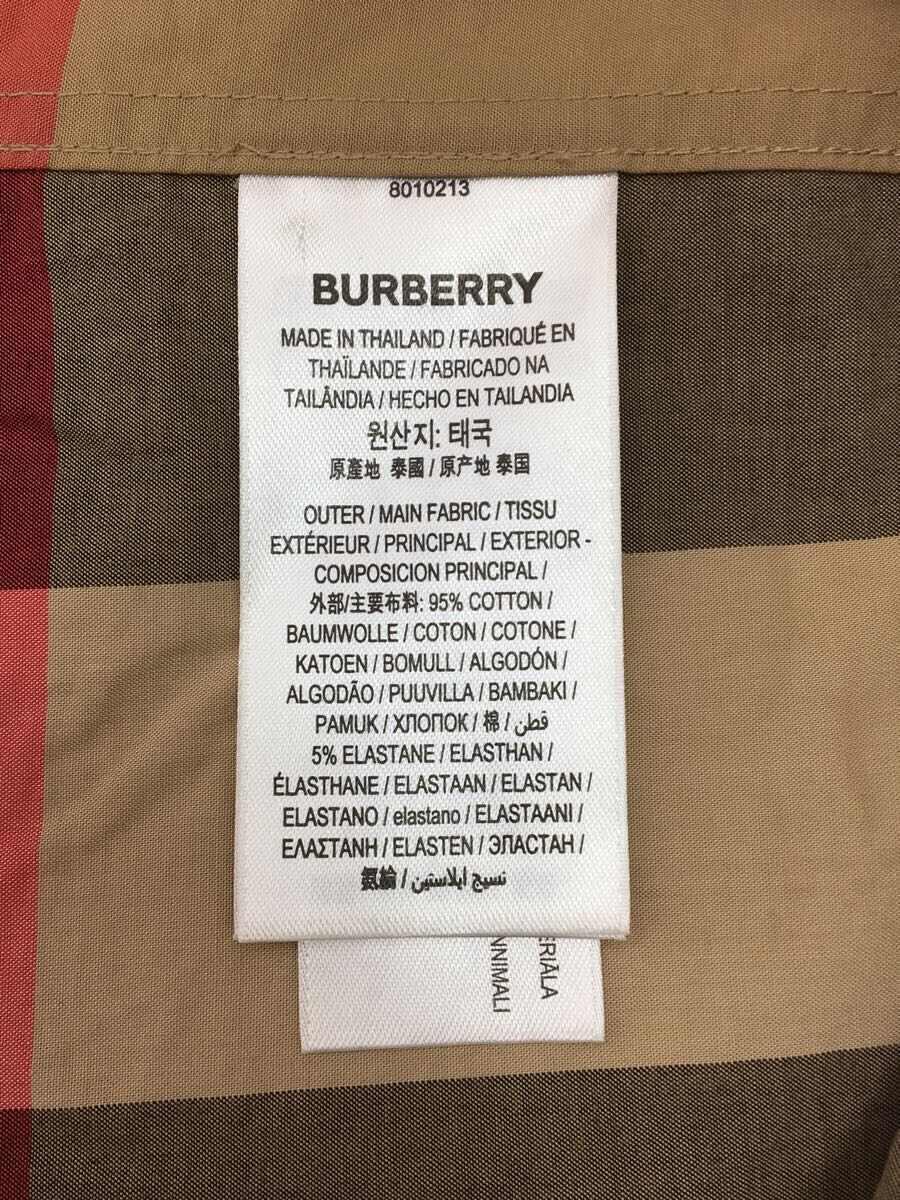 8010213
BURBERRY
MADE IN THAILAND / FABRIQUÉ EN
THAÏLANDE / FABRICADO NA
TAILÂNDIA / HECHO EN TAILANDIA
원산지: 태국
原產地 泰國 / 原产地 泰国
OUTER / MAIN FABRIC / TISSU
EXTÉRIEUR / PRINCIPAL / EXTERIOR -
COMPOSICION PRINCIPAL /
外部/主要布料: 95% COTTON /
BAUMWOLLE / COTON / COTONE /
KATOEN / BOMULL / ALGODÓN /
ALGODÃO / PUUVILLA / BAMBAKI /
PAMUK / ХЛОПОК / 棉 / قطن /
5% ELASTANE / ELASTHAN /
ÉLASTHANE / ELASTAAN / ELASTAN /
ELASTANO / elastano / ELASTAANI /
ΕΛΑΣΤΑΝΗ / ELASTEN / ЭПАСТАН /
氨綸 / نسيج ايلاستين
ERIĀLA
NNIMALI